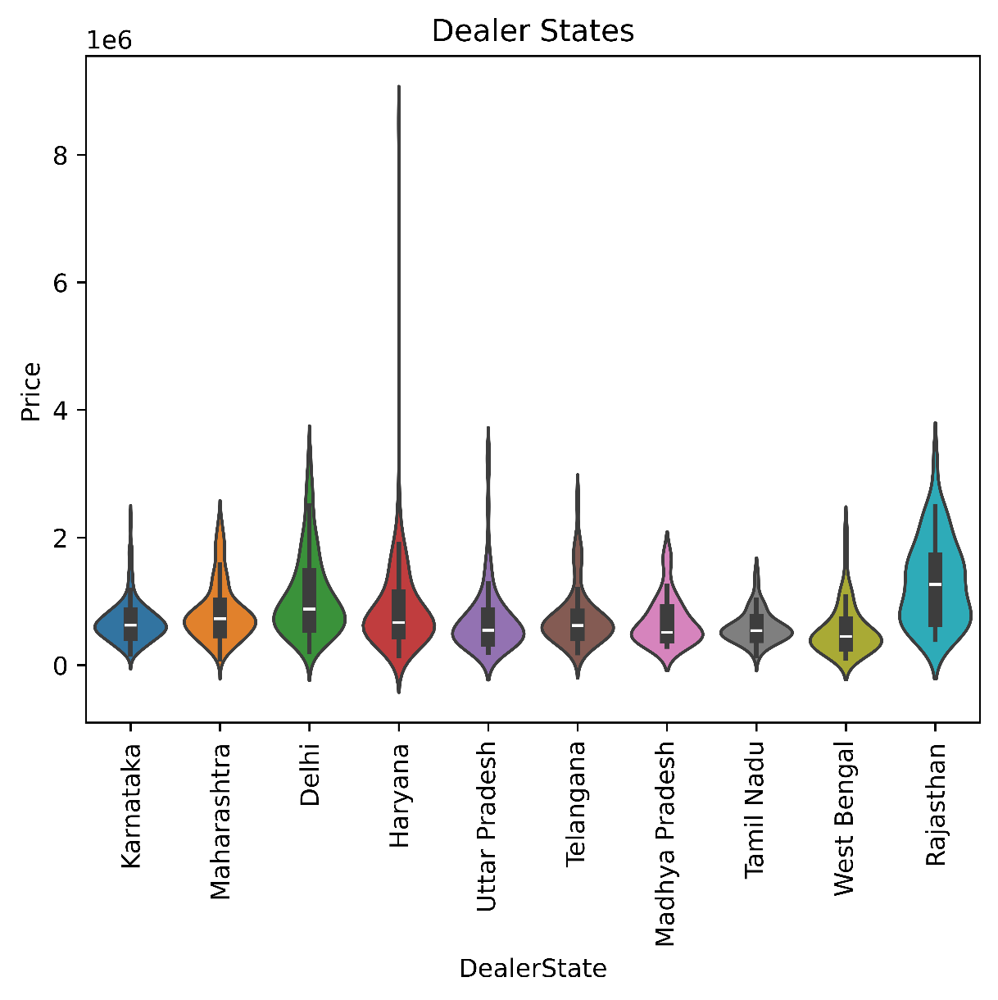 Dealer States
1e6
8
6
4
2
0
Price
Karnataka
Maharashtra
Delhi
Haryana
Uttar Pradesh
Telangana
Madhya Pradesh
Tamil Nadu
West Bengal
Rajasthan
DealerState